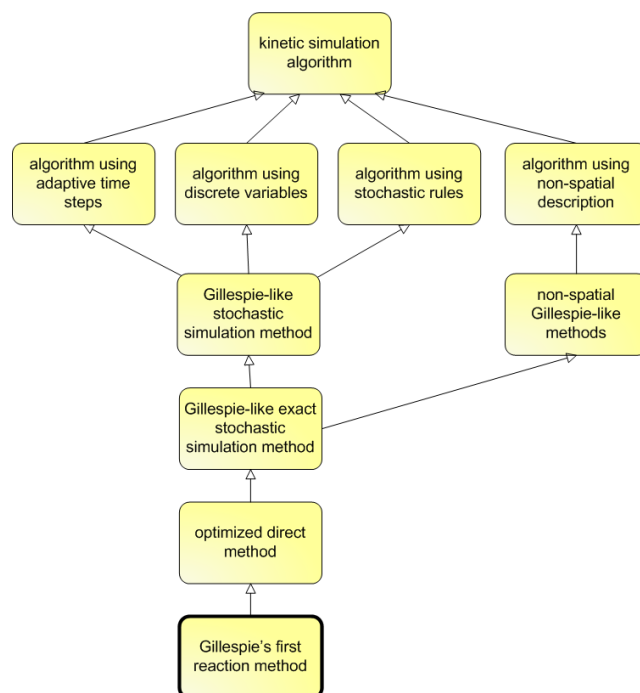 kinetic simulation
algorithm
algorithm using
adaptive time
steps
algorithm using
discrete variables
algorithm using
stochastic rules
algorithm using
non-spatial
description
Gillespie-like
stochastic
simulation method
non-spatial
Gillespie-like
methods
Gillespie-like exact
stochastic
simulation method
optimized direct
method
Gillespie's first
reaction method